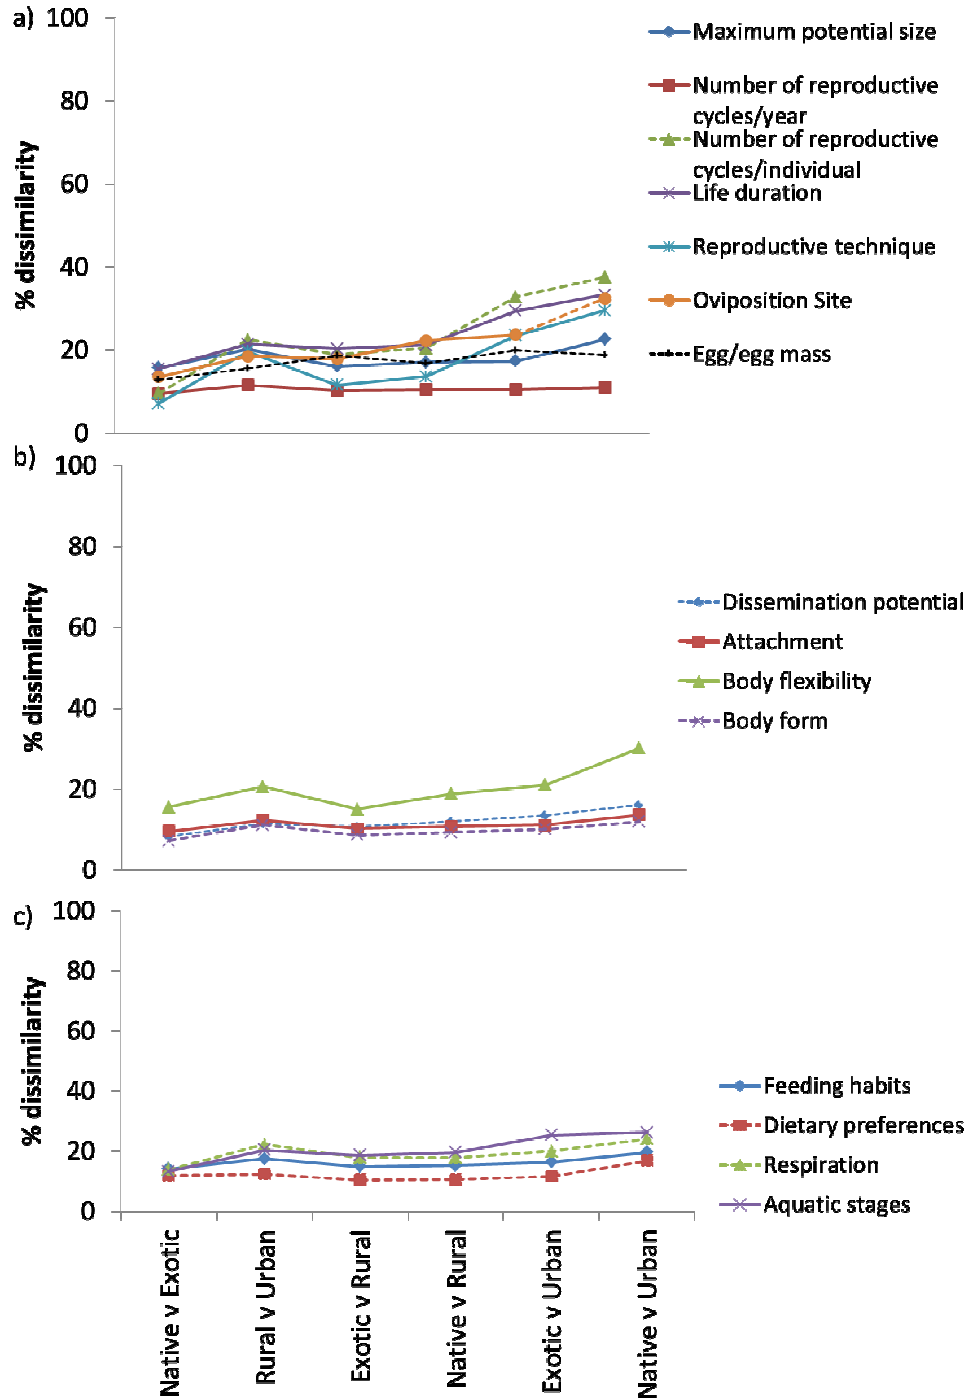 a)
100
80
60
40
20
0
% dissimilarity
Maximum potential size
Number of reproductive
cycles/year
Number of reproductive
cycles/individual
Life duration
Reproductive technique
Oviposition Site
Egg/egg mass
b)
100
80
60
40
20
0
% dissimilarity
Dissemination potential
Attachment
Body flexibility
Body form
c)
100
80
60
40
20
0
% dissimilarity
Feeding habits
Dietary preferences
Respiration
Aquatic stages
Native v Exotic
Rural v Urban
Exotic v Rural
Native v Rural
Exotic v Urban
Native v Urban